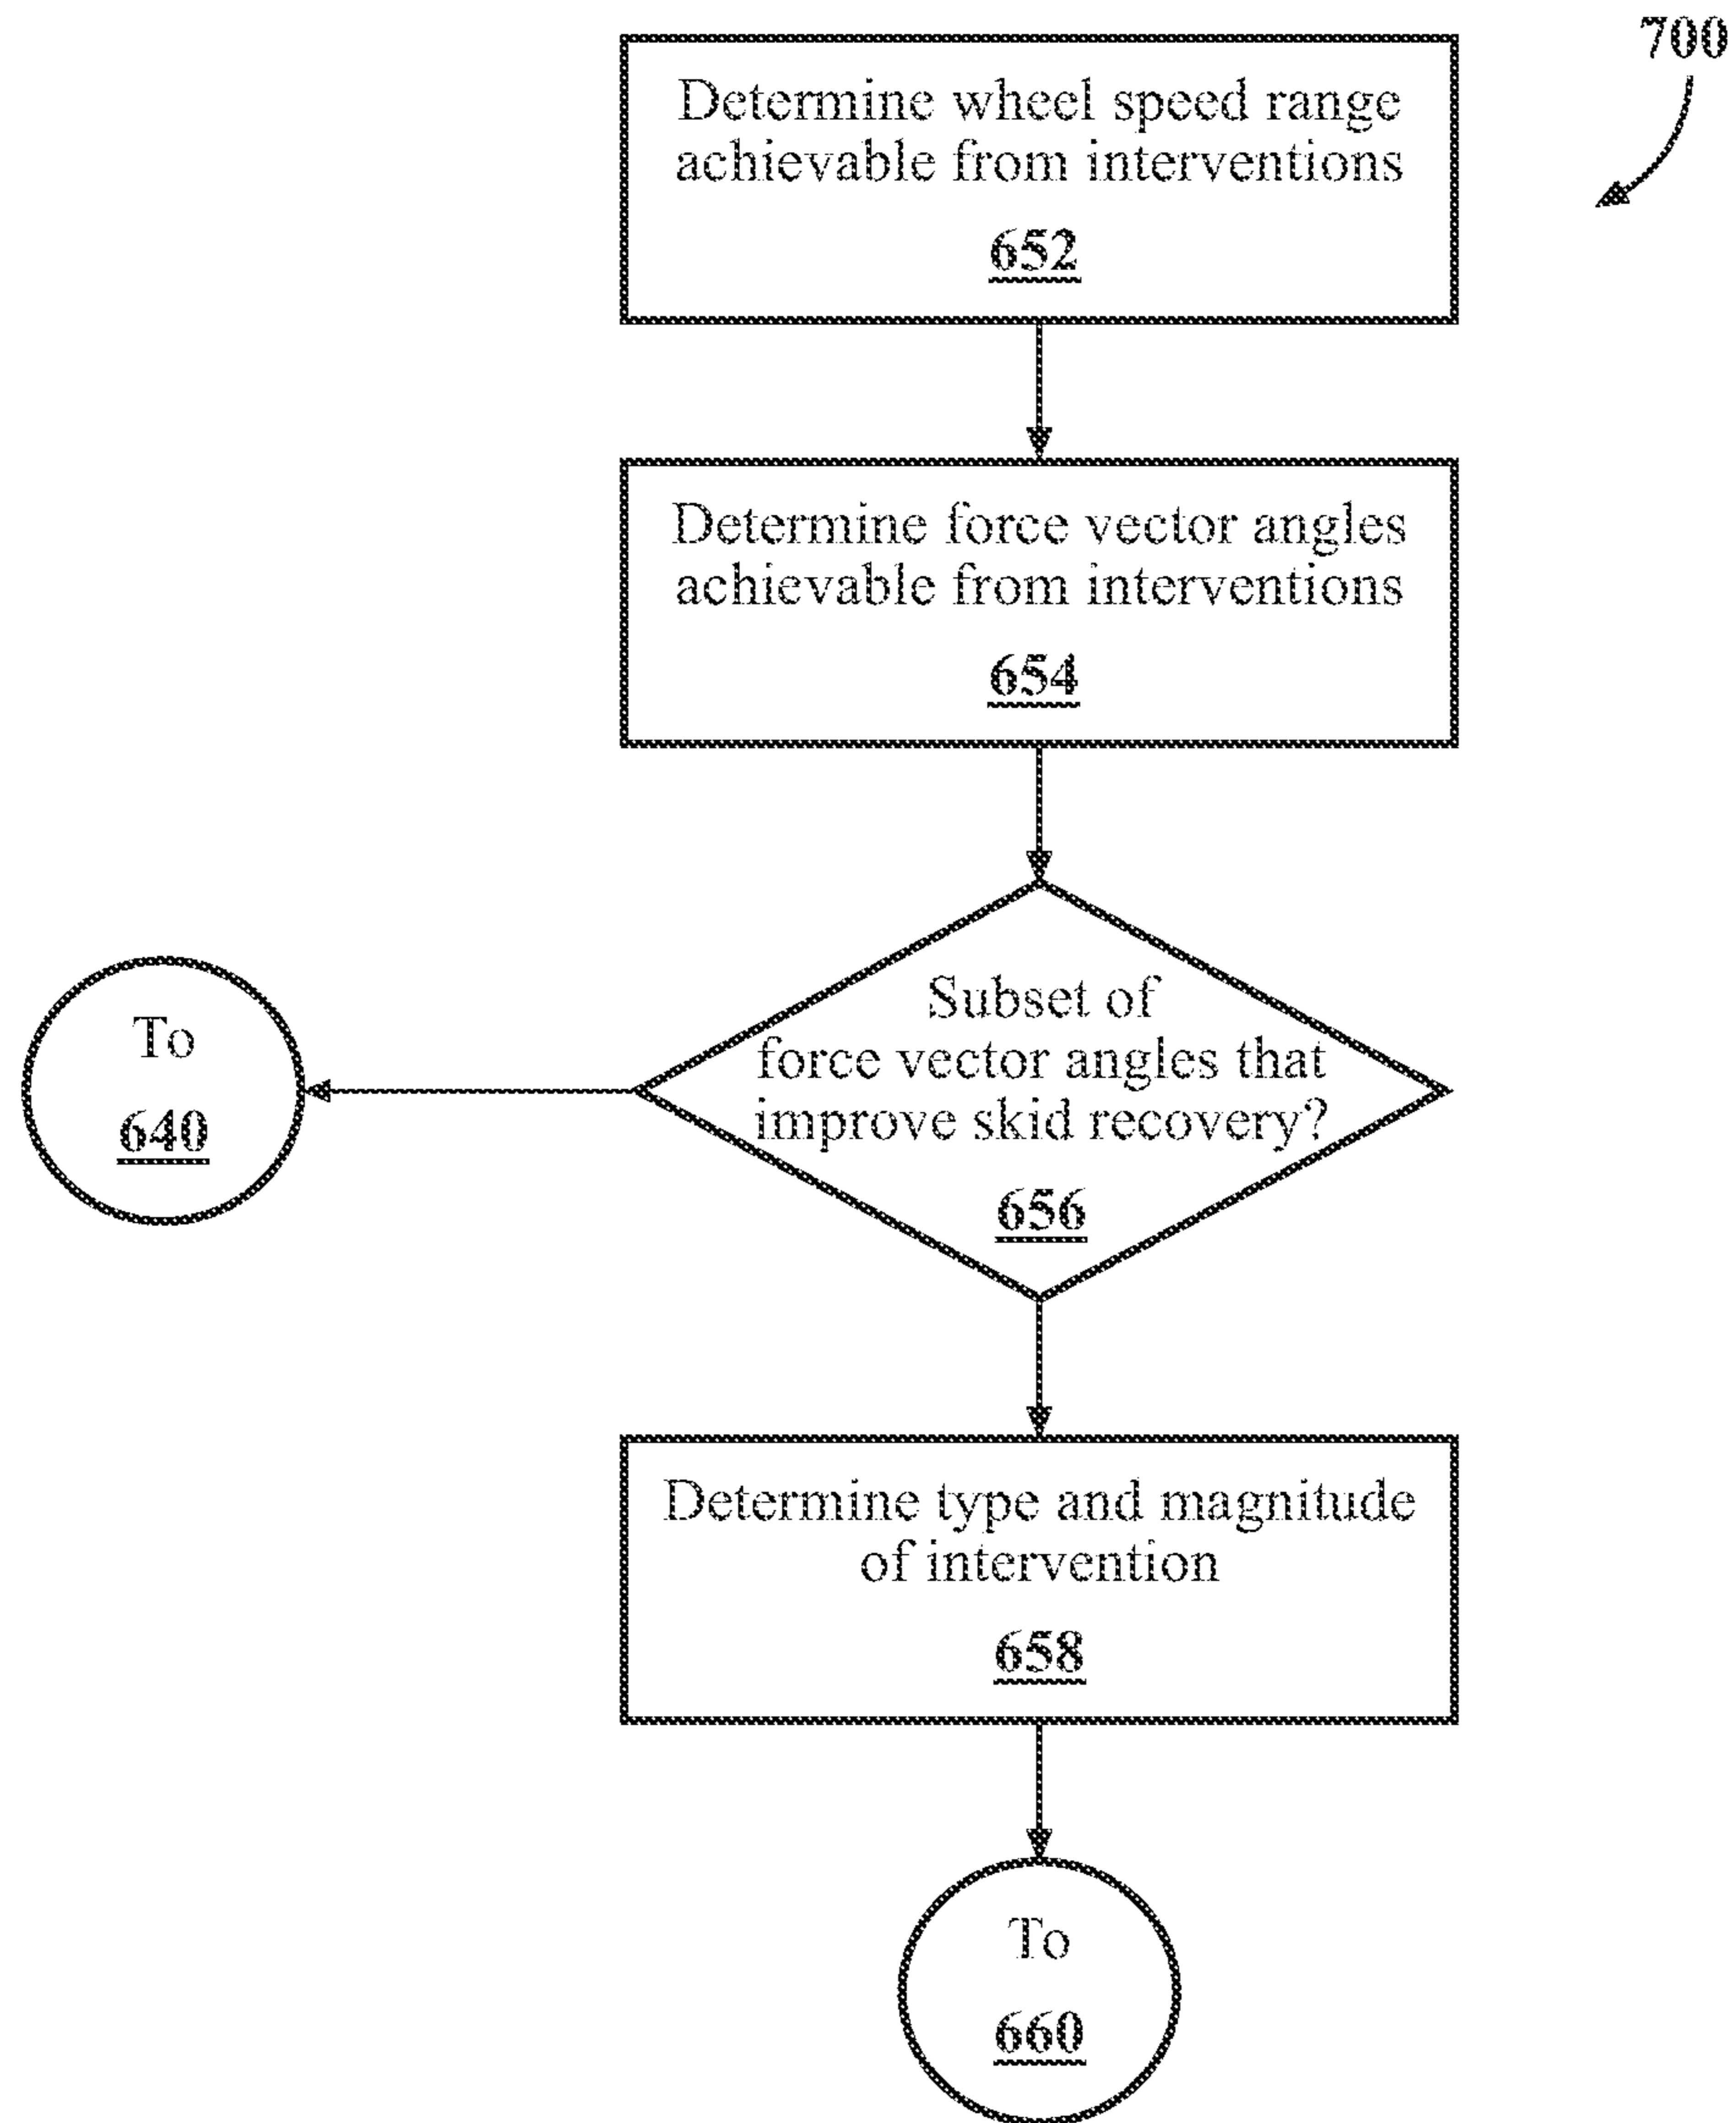 700
Determine wheel speed range
achievable from interventions
652
Determine force vector angles
achievable from interventions
654
Subset of
force vector angles that
improve skid recovery?
656
To
640
Determine type and magnitude
of intervention
658
To
660